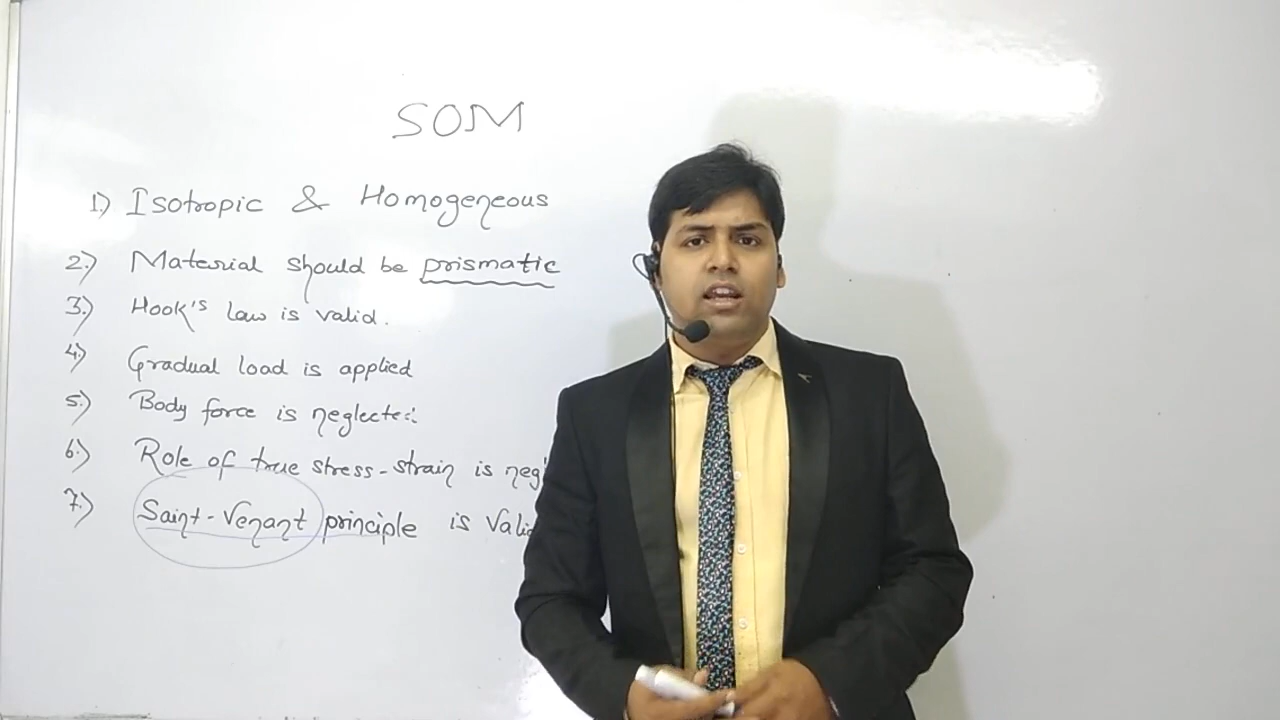 SOM
1) Isotropic & Homogeneous
2.) Material should be prismatic
3.) Hook's law is valid.
4.) Gradual load is applied
5.) Body force is neglected.
6.) Role of true stress-strain is
7.) Saint-Venant principle is